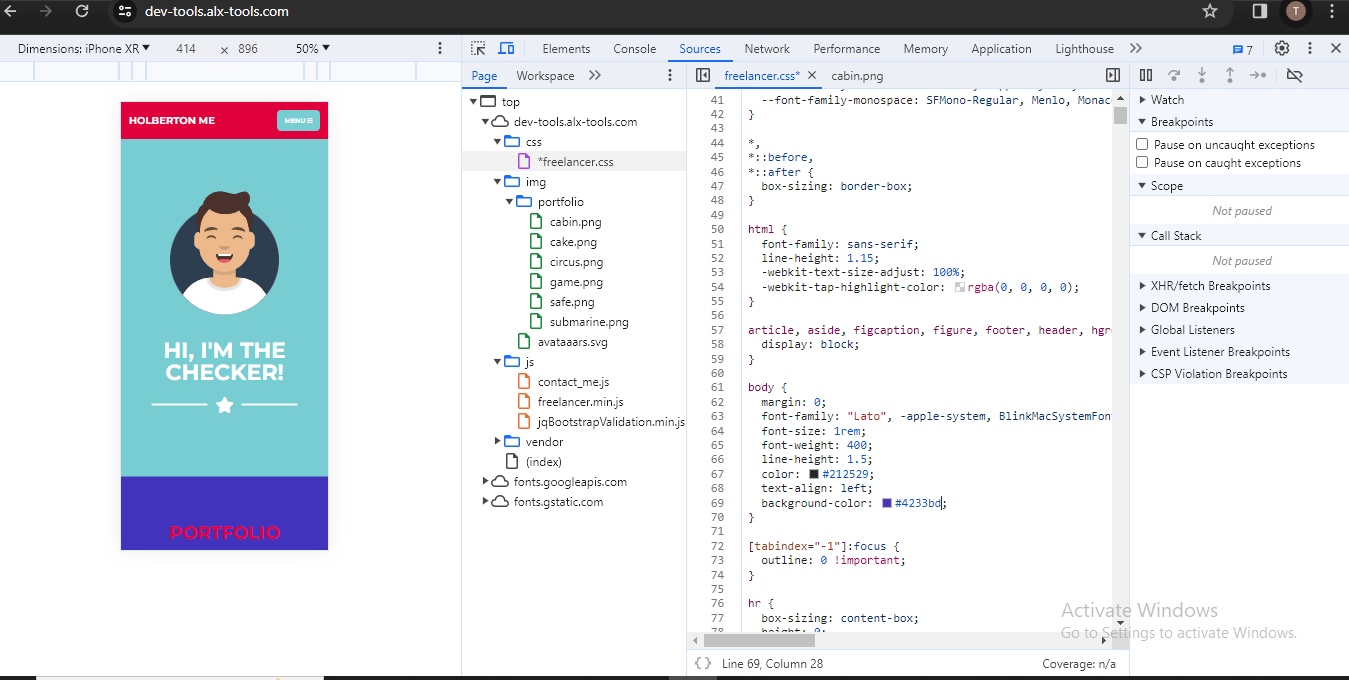 dev-tools.alx-tools.com
T
Dimensions: iPhone XR ▼ 414 × 896 50% ▼
Elements Console Sources Network Performance Memory Application Lighthouse 7
Page Workspace
freelancer.css* × cabin.png
HOLBERTON ME
MENU
HI, I'M THE
CHECKER!
PORTFOLIO
top
dev-tools.alx-tools.com
css
*freelancer.css
img
portfolio
cabin.png
cake.png
circus.png
game.png
safe.png
submarine.png
avataaars.svg
js
contact_me.js
freelancer.min.js
jqBootstrapValidation.min.js
vendor
(index)
fonts.googleapis.com
fonts.gstatic.com
41 --font-family-monospace: SFMono-Regular, Menlo, Monac
42 }
43
44 *,
45 *::before,
46 *::after {
47 box-sizing: border-box;
48 }
49
50 html {
51 font-family: sans-serif;
52 line-height: 1.15;
53 -webkit-text-size-adjust: 100%;
54 -webkit-tap-highlight-color: rgba(0, 0, 0, 0);
55 }
56
57 article, aside, figcaption, figure, footer, header, hgr
58 display: block;
59 }
60
61 body {
62 margin: 0;
63 font-family: "Lato", -apple-system, BlinkMacSystemFon
64 font-size: 1rem;
65 font-weight: 400;
66 line-height: 1.5;
67 color: #212529;
68 text-align: left;
69 background-color: #4233bd;
70 }
71
72 [tabindex="-1"]:focus {
73 outline: 0 !important;
74 }
75
76 hr {
77 box-sizing: content-box;
78 height: 0;
{} Line 69, Column 28 Coverage: n/a
Watch
Breakpoints
Pause on uncaught exceptions
Pause on caught exceptions
Scope
Not paused
Call Stack
Not paused
XHR/fetch Breakpoints
DOM Breakpoints
Global Listeners
Event Listener Breakpoints
CSP Violation Breakpoints
Activate Windows
Go to Settings to activate Windows.